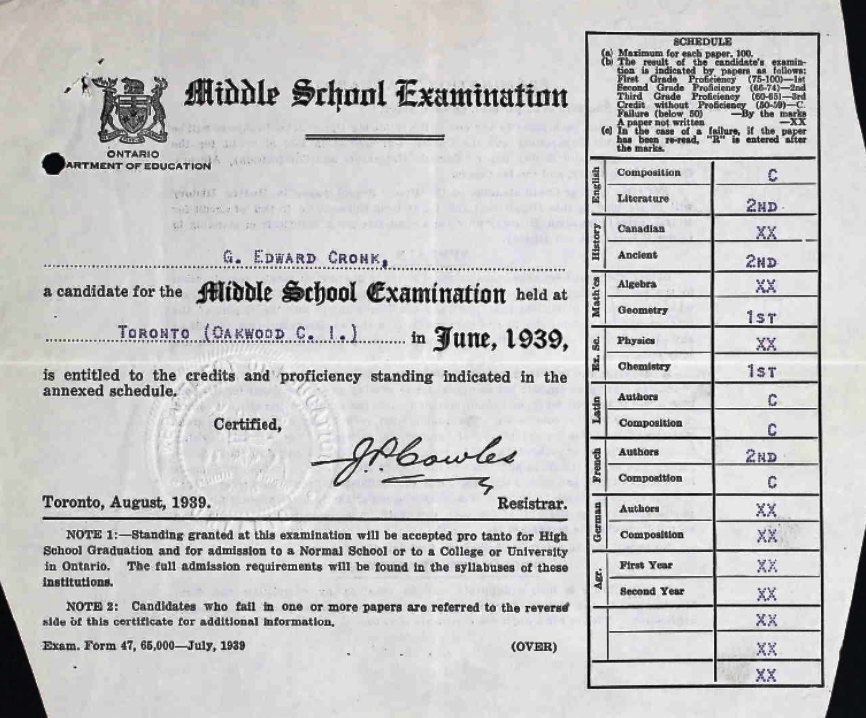 Middle School Examination
ONTARIO
ARTMENT OF EDUCATION
G. EDWARD CRONK,
a candidate for the Middle School Examination held at
TORONTO (OAKWOOD C. I.) in June, 1939,
is entitled to the credits and proficiency standing indicated in the
annexed schedule.
Certified,
J.P. Cowles
Toronto, August, 1939. Registrar.
NOTE 1:—Standing granted at this examination will be accepted pro tanto for High
School Graduation and for admission to a Normal School or to a College or University
in Ontario. The full admission requirements will be found in the syllabuses of these
institutions.
NOTE 2: Candidates who fail in one or more papers are referred to the reverse
side of this certificate for additional information.
Exam. Form 47, 65,000—July, 1939 (OVER)
SCHEDULE
(a) Maximum for each paper, 100.
(b) The result of the candidate's examin-
tion is indicated by papers as follows:
First Grade Proficiency (75-100)—1st
Second Grade Proficiency (66-74)—2nd
Third Grade Proficiency (60-65)—3rd
Credit without Proficiency (50-59)—C.
Failure (below 50) —By the marks
A paper not written —XX
(c) In the case of a failure, if the paper
has been re-read, "R" is entered after
the marks.
English
Composition C
Literature 2ND
History
Canadian XX
Ancient 2ND
Math'cs
Algebra XX
Geometry 1ST
Ex. Sc.
Physics XX
Chemistry 1ST
Latin
Authors C
Composition C
French
Authors 2ND
Composition C
German
Authors XX
Composition XX
Agr.
First Year XX
Second Year XX
XX
XX
XX